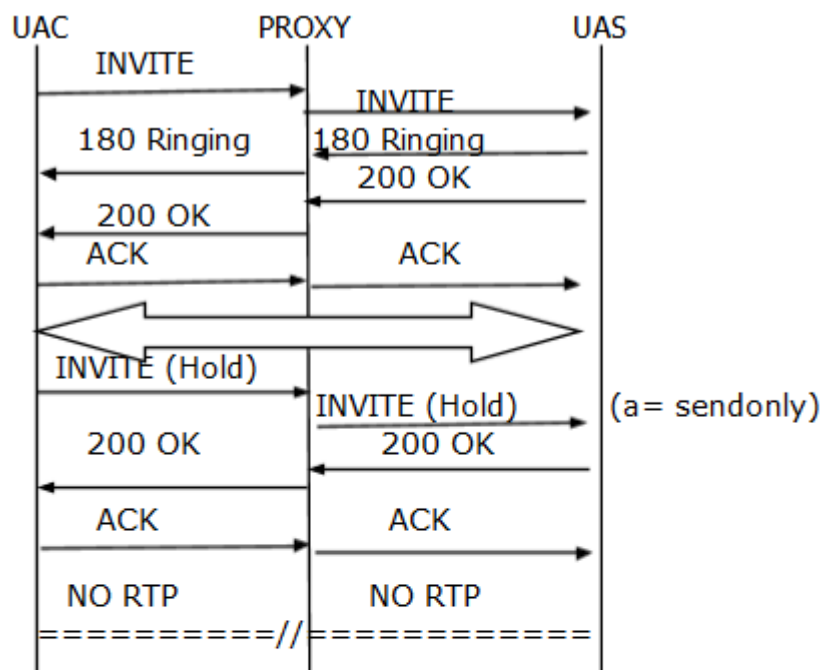 UAC PROXY UAS
INVITE
INVITE
180 Ringing 180 Ringing
200 OK
200 OK
ACK ACK
INVITE (Hold)
INVITE (Hold) (a= sendonly)
200 OK 200 OK
ACK ACK
NO RTP NO RTP
==========// ============